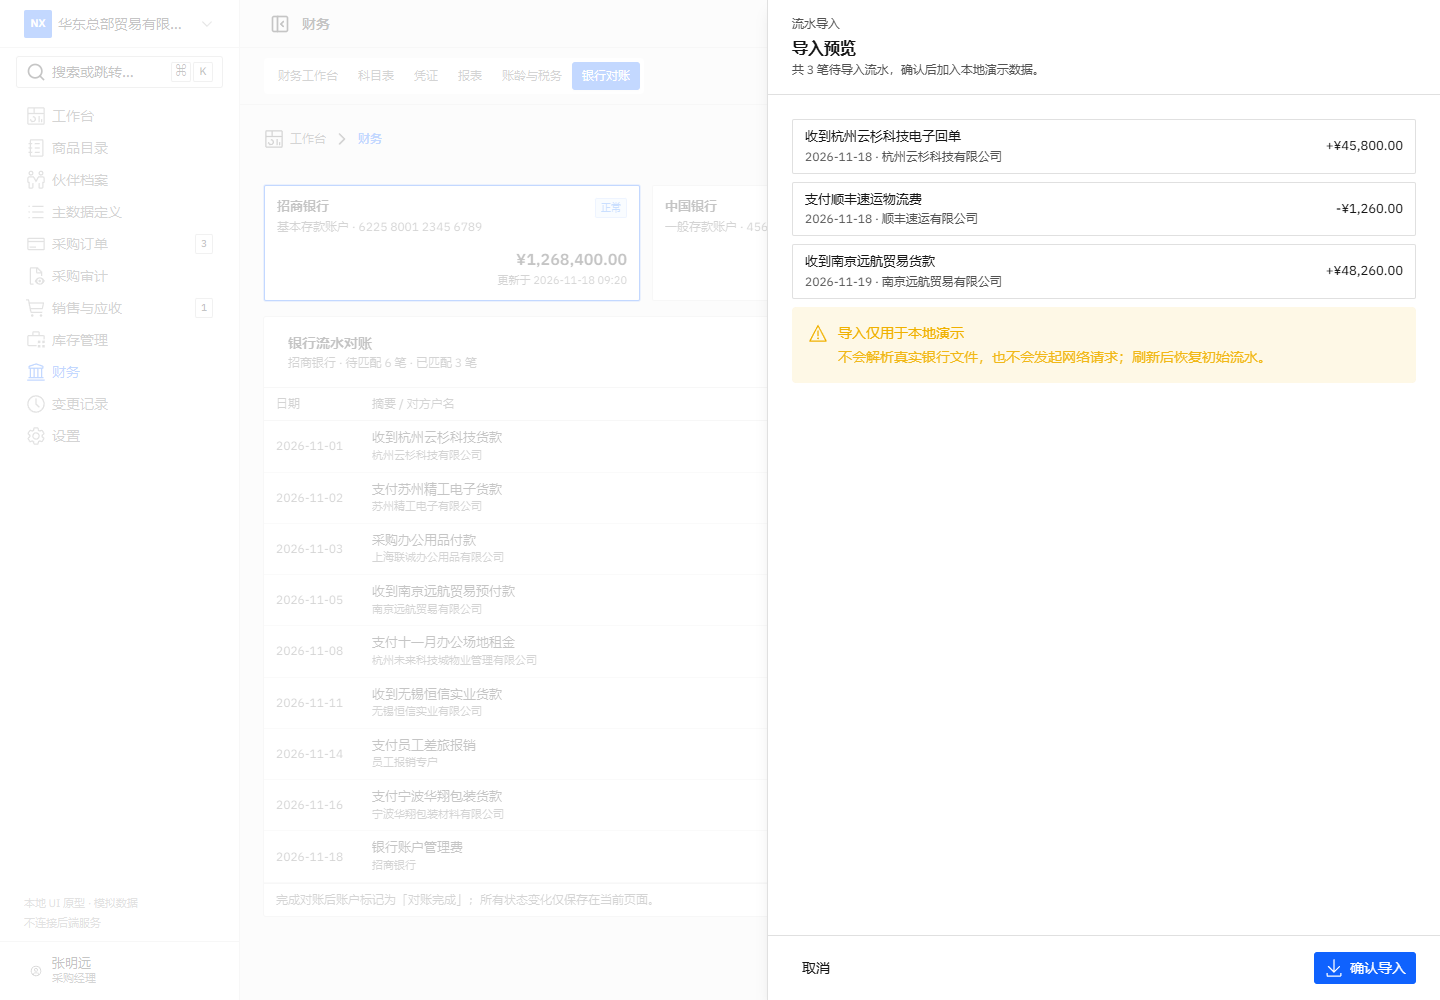 NX 华东总部贸易有限...
搜索或跳转... ⌘ K
工作台
商品目录
伙伴档案
主数据定义
采购订单 3
采购审计
销售与应收 1
库存管理
财务
变更记录
设置
本地 UI 原型 · 模拟数据
不连接后端服务
张明远
采购经理
财务
财务工作台 科目表 凭证 报表 账龄与税务 银行对账
工作台 财务
招商银行 正常
基本存款账户 · 6225 8001 2345 6789
¥1,268,400.00
更新于 2026-11-18 09:20
中国银行
一般存款账户 · 456
银行流水对账
招商银行 · 待匹配 6 笔 · 已匹配 3 笔
日期 摘要 / 对方户名
2026-11-01 收到杭州云杉科技货款
杭州云杉科技有限公司
2026-11-02 支付苏州精工电子货款
苏州精工电子有限公司
2026-11-03 采购办公用品付款
上海联诚办公用品有限公司
2026-11-05 收到南京远航贸易预付款
南京远航贸易有限公司
2026-11-08 支付十一月办公场地租金
杭州未来科技城物业管理有限公司
2026-11-11 收到无锡恒信实业货款
无锡恒信实业有限公司
2026-11-14 支付员工差旅报销
员工报销专户
2026-11-16 支付宁波华翔包装货款
宁波华翔包装材料有限公司
2026-11-18 银行账户管理费
招商银行
完成对账后账户标记为「对账完成」；所有状态变化仅保存在当前页面。
流水导入
导入预览
共 3 笔待导入流水，确认后加入本地演示数据。
收到杭州云杉科技电子回单
2026-11-18 · 杭州云杉科技有限公司
+¥45,800.00
支付顺丰速运物流费
2026-11-18 · 顺丰速运有限公司
-¥1,260.00
收到南京远航贸易货款
2026-11-19 · 南京远航贸易有限公司
+¥48,260.00
导入仅用于本地演示
不会解析真实银行文件，也不会发起网络请求；刷新后恢复初始流水。
取消 确认导入